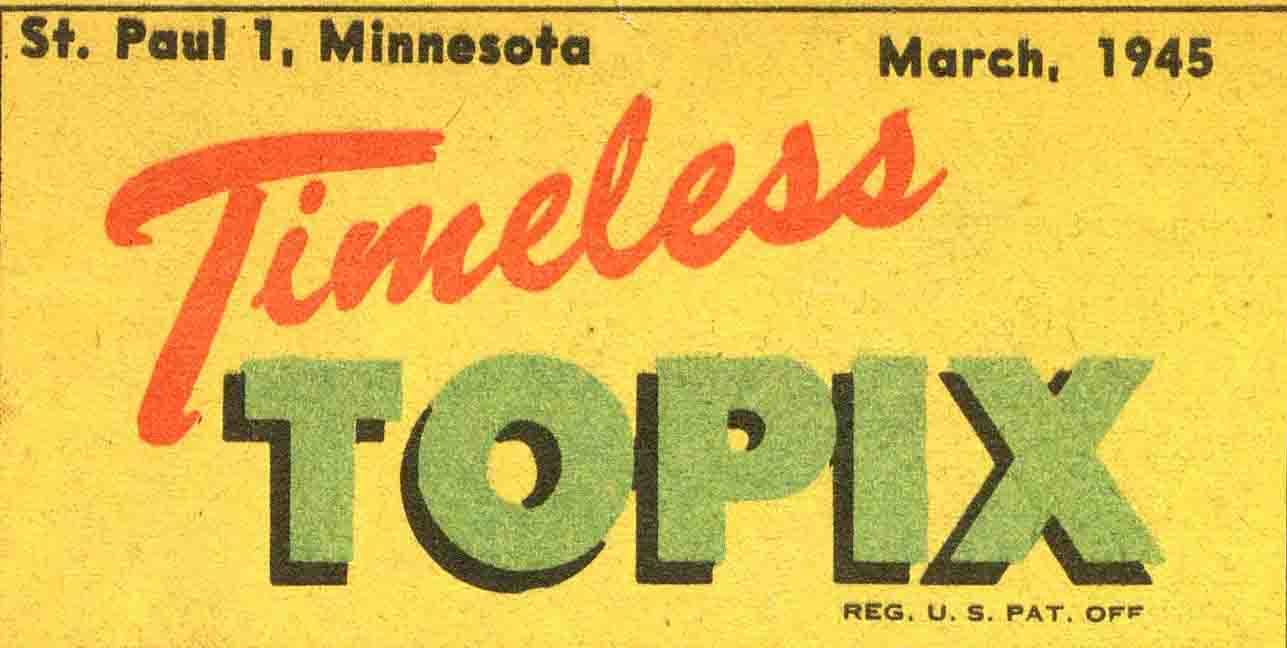 St. Paul 1, Minnesota March, 1945
Timeless
TOPIX
REG. U. S. PAT. OFF